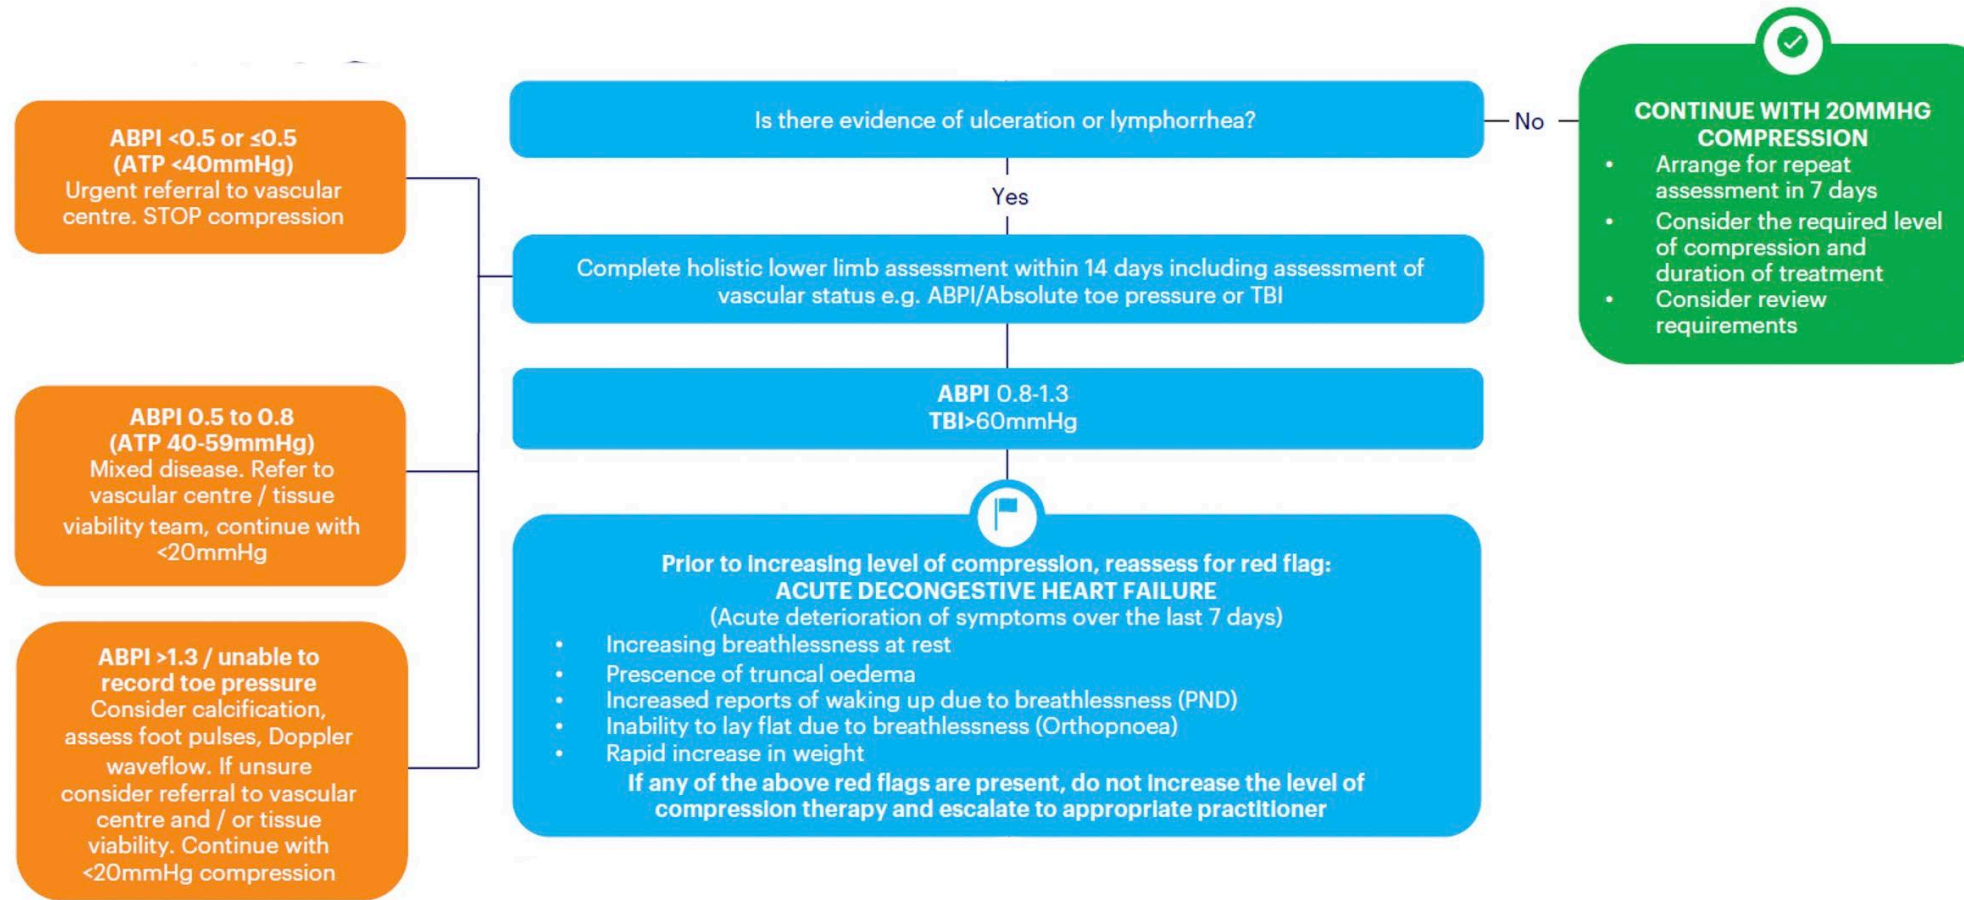 Is there evidence of ulceration or lymphorrhea?
No
CONTINUE WITH 20MMHG
COMPRESSION
• Arrange for repeat
assessment in 7 days
• Consider the required level
of compression and
duration of treatment
• Consider review
requirements
Yes
Complete holistic lower limb assessment within 14 days including assessment of
vascular status e.g. ABPI/Absolute toe pressure or TBI
ABPI <0.5 or ≤0.5
(ATP <40mmHg)
Urgent referral to vascular
centre. STOP compression
ABPI 0.5 to 0.8
(ATP 40-59mmHg)
Mixed disease. Refer to
vascular centre / tissue
viability team, continue with
<20mmHg
ABPI >1.3 / unable to
record toe pressure
Consider calcification,
assess foot pulses, Doppler
waveflow. If unsure
consider referral to vascular
centre and / or tissue
viability. Continue with
<20mmHg compression
ABPI 0.8-1.3
TBI>60mmHg
Prior to increasing level of compression, reassess for red flag:
ACUTE DECONGESTIVE HEART FAILURE
(Acute deterioration of symptoms over the last 7 days)
• Increasing breathlessness at rest
• Prescence of truncal oedema
• Increased reports of waking up due to breathlessness (PND)
• Inability to lay flat due to breathlessness (Orthopnoea)
• Rapid increase in weight
If any of the above red flags are present, do not increase the level of
compression therapy and escalate to appropriate practitioner